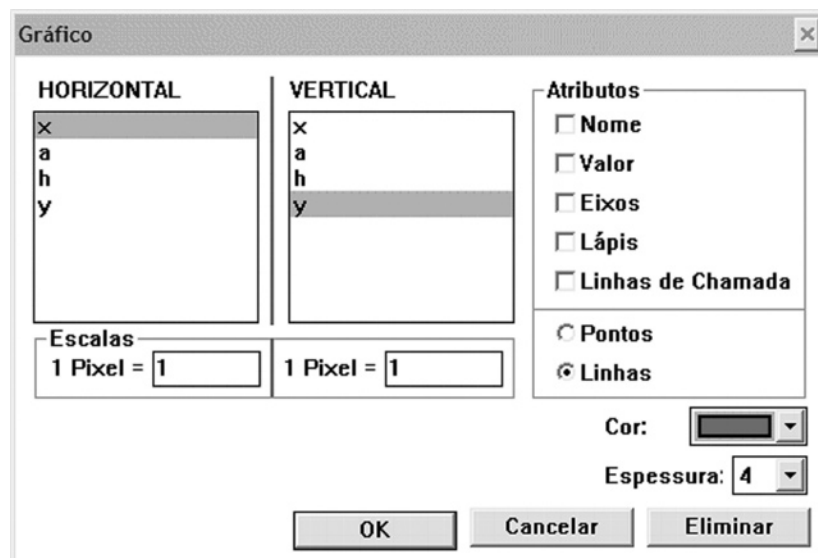 Gráfico
HORIZONTAL
x
a
h
y
VERTICAL
x
a
h
y
Atributos
Nome
Valor
Eixos
Lápis
Linhas de Chamada
Pontos
Linhas
Escalas
1 Pixel = 1
1 Pixel = 1
Cor:
Espessura: 4
OK
Cancelar
Eliminar